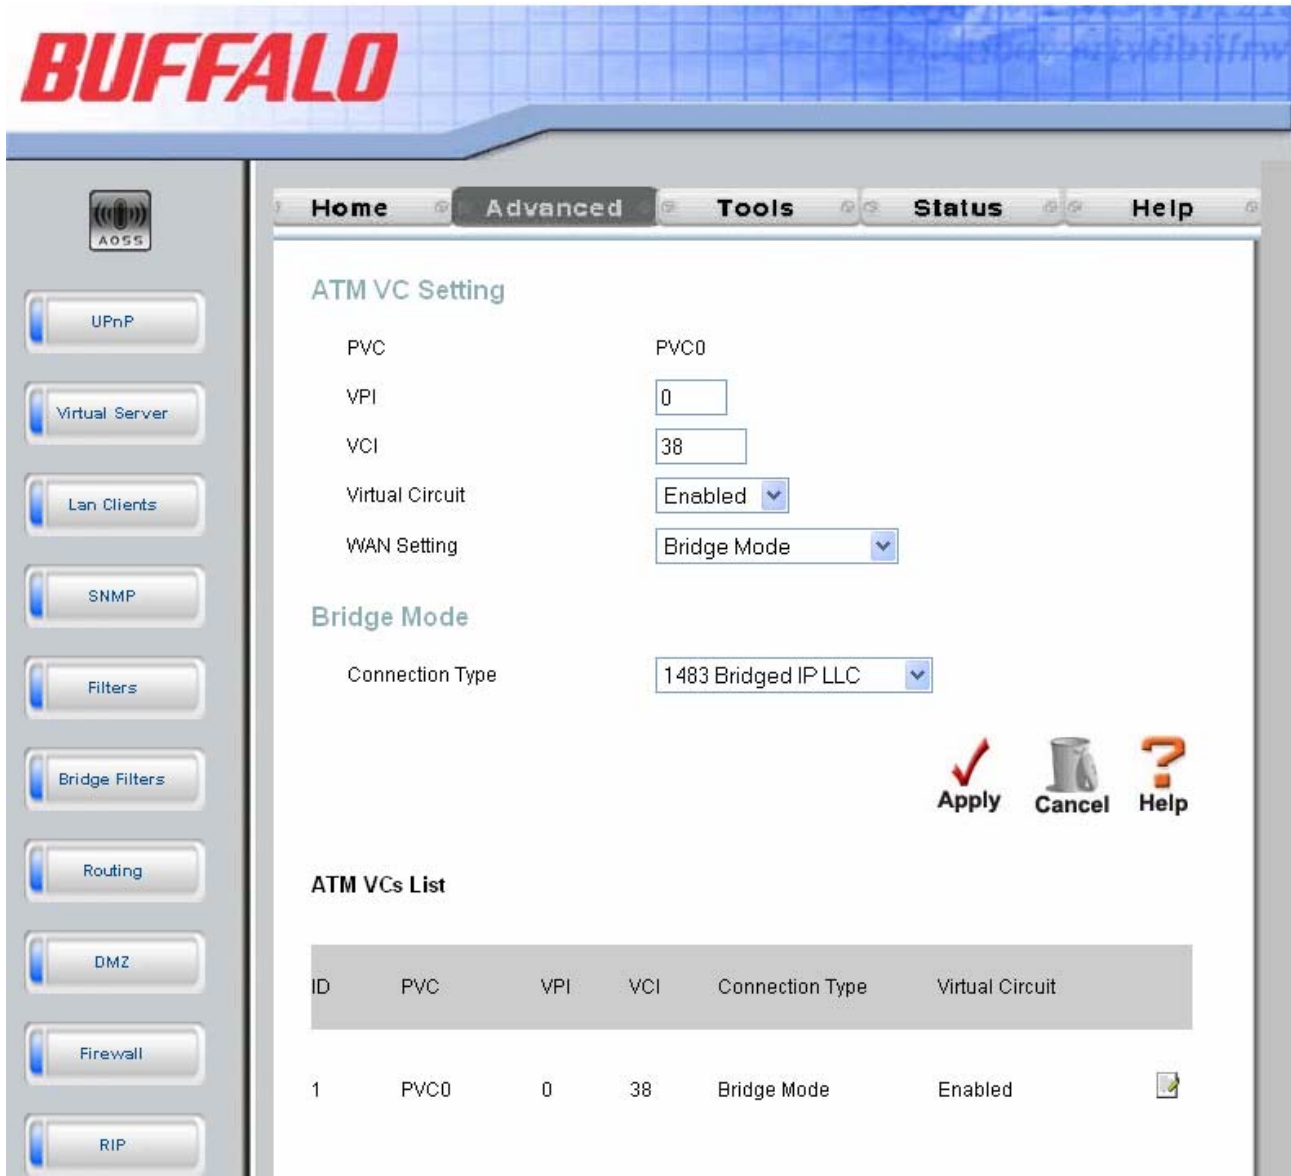 BUFFALO
AOSS
Home Advanced Tools Status Help
UPnP
Virtual Server
Lan Clients
SNMP
Filters
Bridge Filters
Routing
DMZ
Firewall
RIP
ATM VC Setting
PVC PVC0
VPI 0
VCI 38
Virtual Circuit Enabled
WAN Setting Bridge Mode
Bridge Mode
Connection Type 1483 Bridged IP LLC
Apply Cancel Help
ATM VCs List
ID PVC VPI VCI Connection Type Virtual Circuit
1 PVC0 0 38 Bridge Mode Enabled